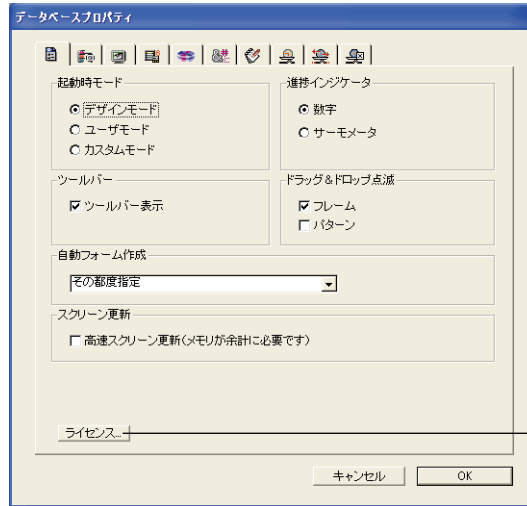 データベースプロパティ
起動時モード
デザインモード
ユーザモード
カスタムモード
進捗インジケータ
数字
サーモメータ
ツールバー
ツールバー表示
ドラッグ&ドロップ点滅
フレーム
パターン
自動フォーム作成
その都度指定
スクリーン更新
高速スクリーン更新(メモリが余計に必要です)
ライセンス...
キャンセル
OK